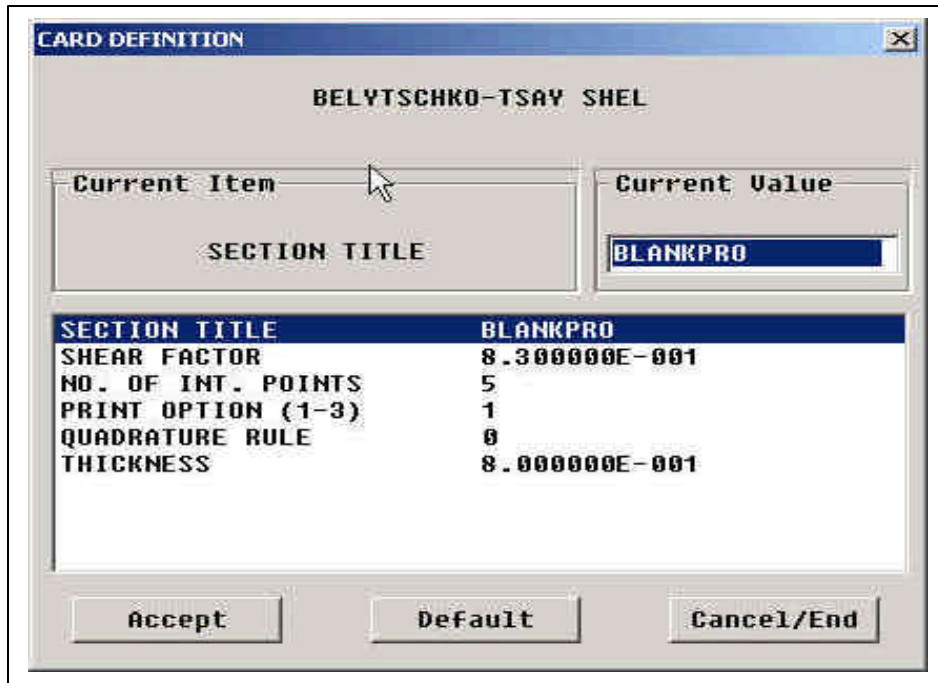 CARD DEFINITION
BELYTSCHKO-TSAY SHEL
Current Item
Current Value
SECTION TITLE
BLANKPRO
SECTION TITLE BLANKPRO
SHEAR FACTOR 8.300000E-001
NO. OF INT. POINTS 5
PRINT OPTION (1-3) 1
QUADRATURE RULE 0
THICKNESS 8.000000E-001
Accept
Default
Cancel/End